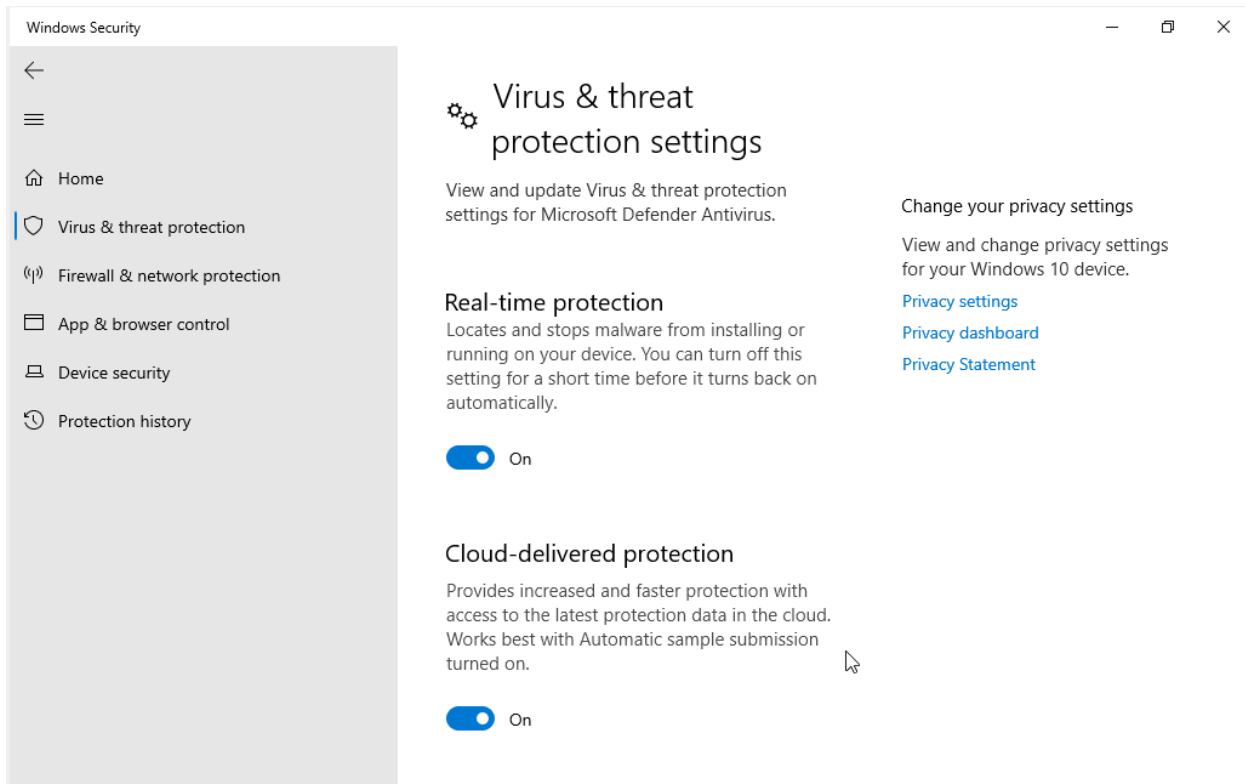 Windows Security
Home
Virus & threat protection
Firewall & network protection
App & browser control
Device security
Protection history
Virus & threat
protection settings
View and update Virus & threat protection
settings for Microsoft Defender Antivirus.
Real-time protection
Locates and stops malware from installing or
running on your device. You can turn off this
setting for a short time before it turns back on
automatically.
On
Cloud-delivered protection
Provides increased and faster protection with
access to the latest protection data in the cloud.
Works best with Automatic sample submission
turned on.
On
Change your privacy settings
View and change privacy settings
for your Windows 10 device.
Privacy settings
Privacy dashboard
Privacy Statement